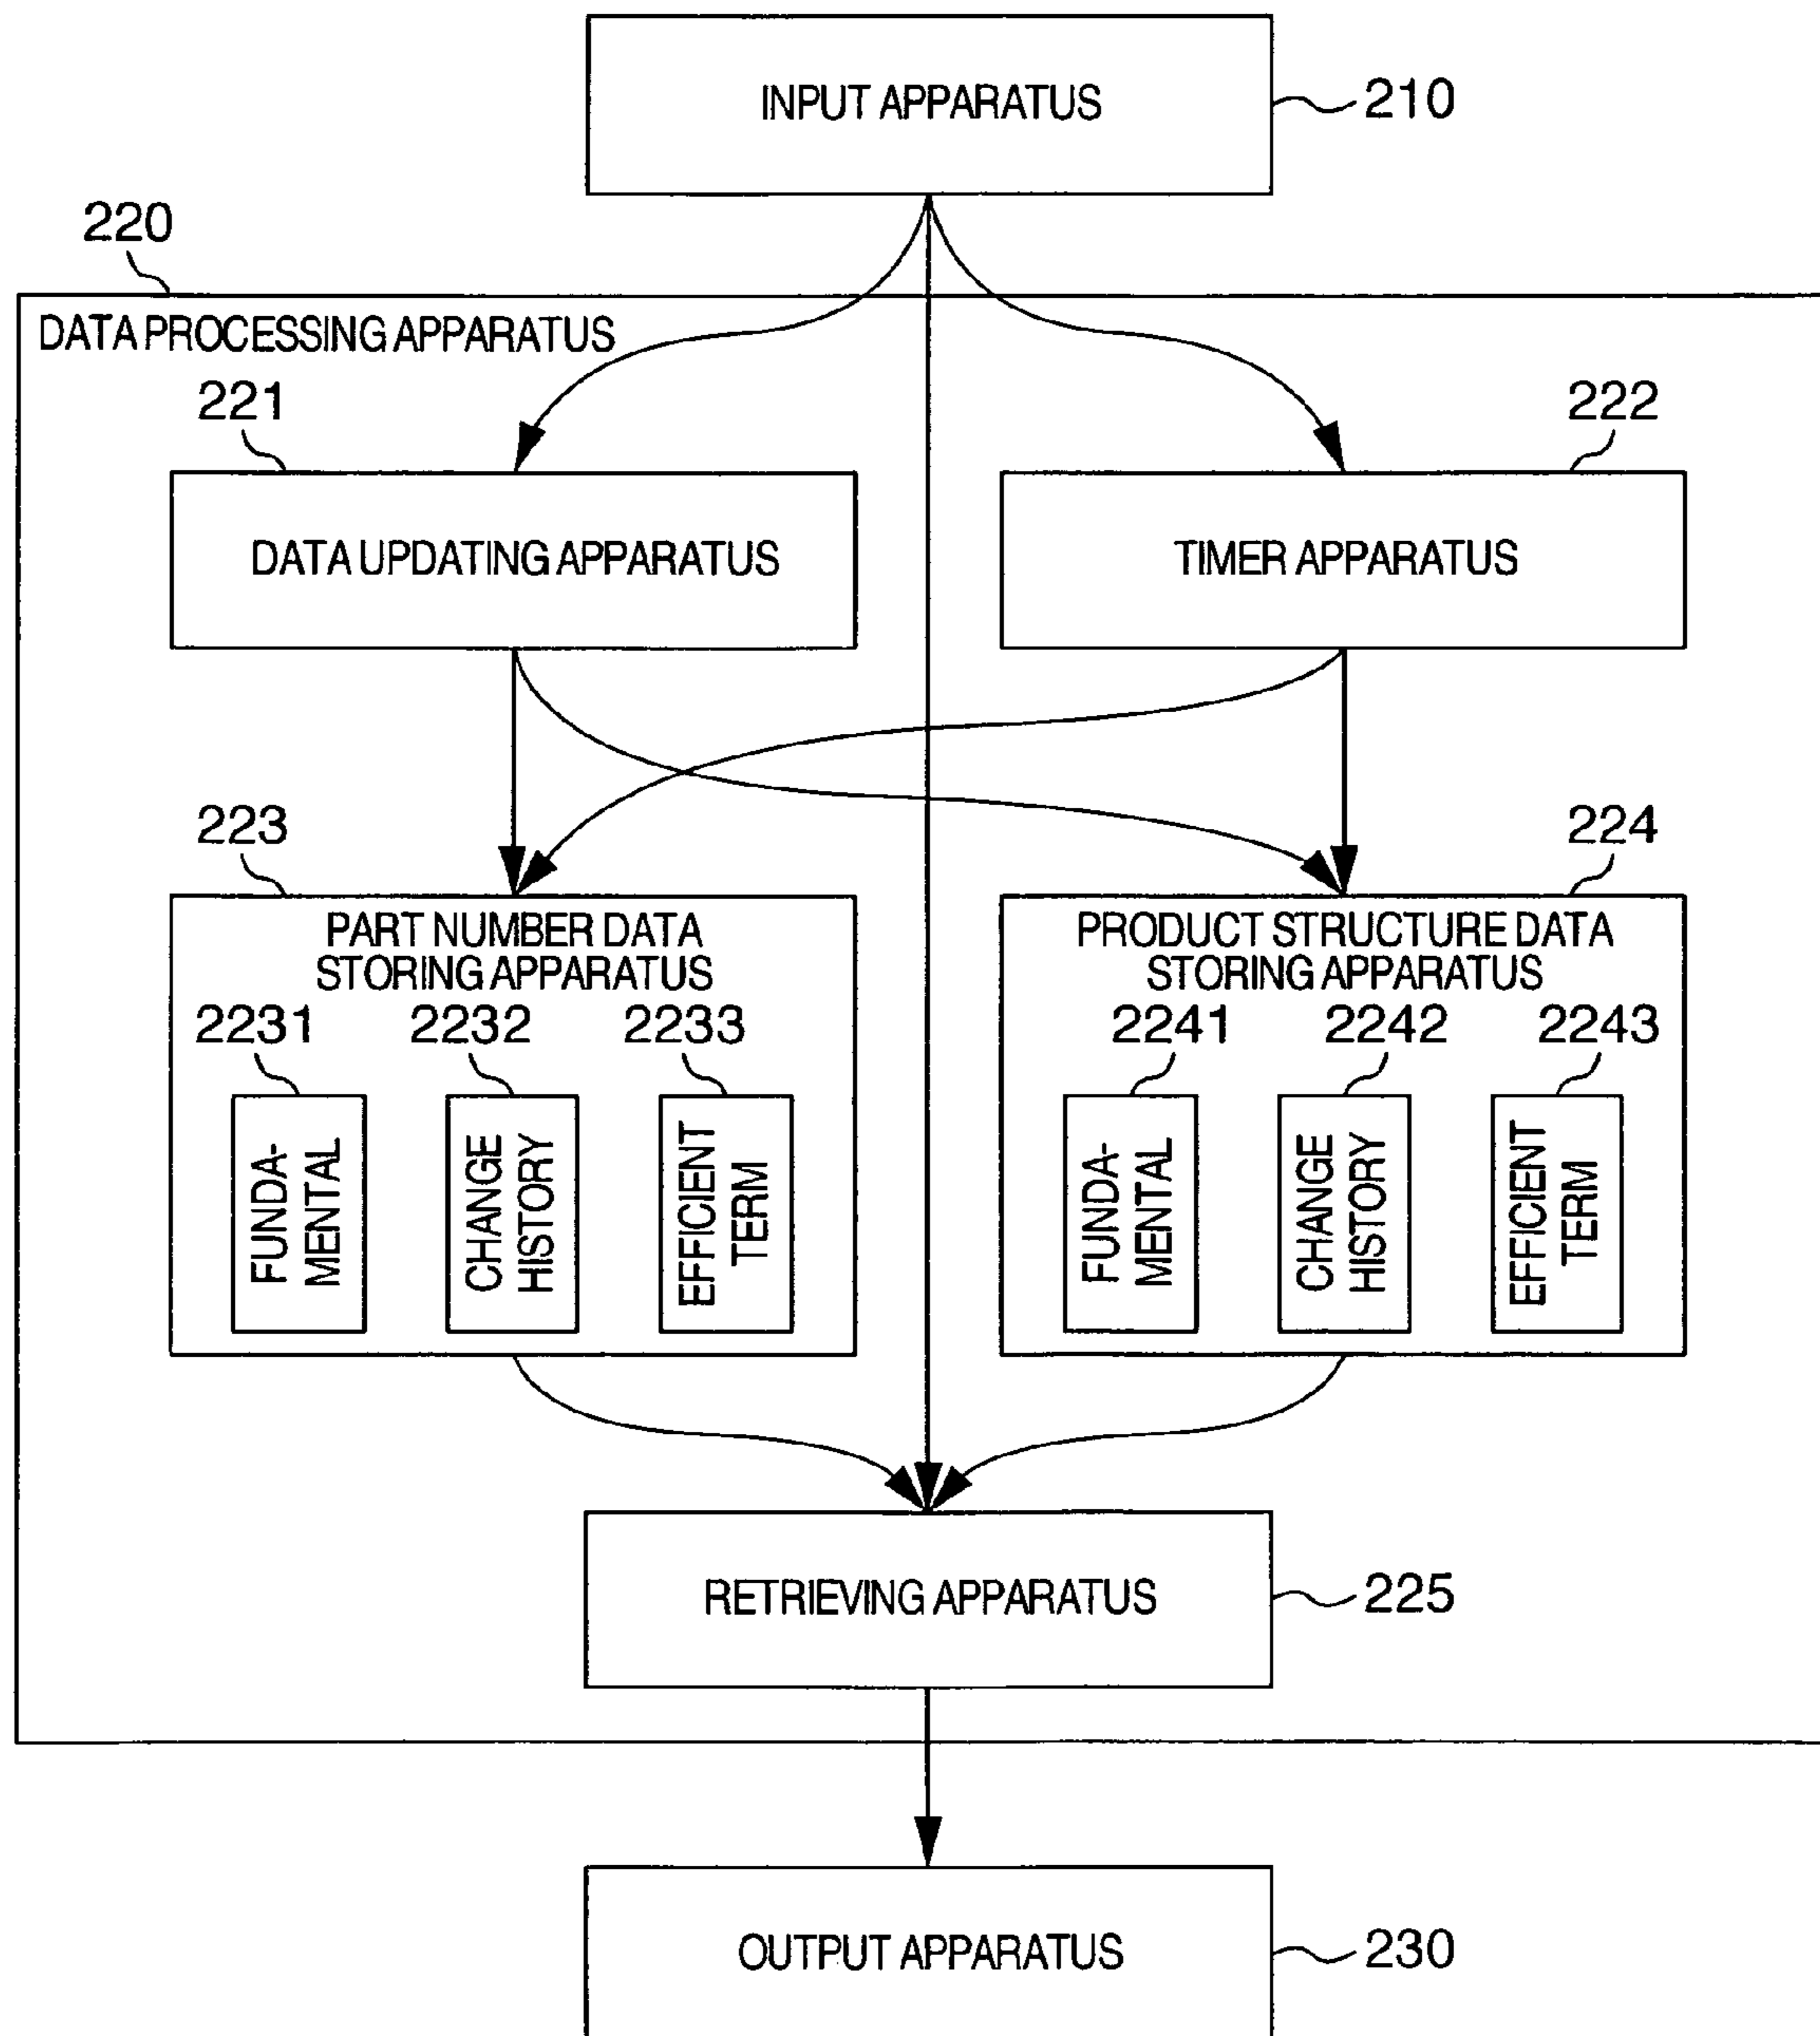 INPUT APPARATUS
210
220
DATA PROCESSING APPARATUS
221
222
DATA UPDATING APPARATUS
TIMER APPARATUS
223
224
PART NUMBER DATA
STORING APPARATUS
PRODUCT STRUCTURE DATA
STORING APPARATUS
2231
2232
2233
2241
2242
2243
FUNDA-
MENTAL
CHANGE
HISTORY
EFFICIENT
TERM
FUNDA-
MENTAL
CHANGE
HISTORY
EFFICIENT
TERM
RETRIEVING APPARATUS
225
OUTPUT APPARATUS
230